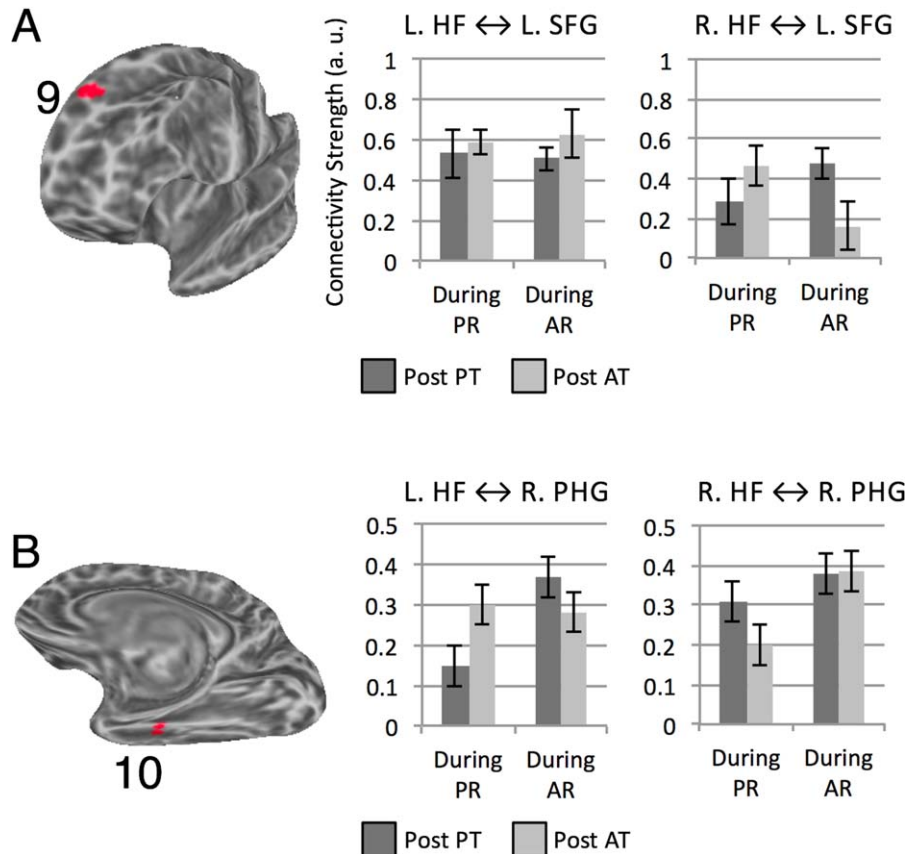 A
9
L. HF ↔ L. SFG
R. HF ↔ L. SFG
Connectivity Strength (a. u.)
1
0.8
0.6
0.4
0.2
0
During PR
During AR
1
0.8
0.6
0.4
0.2
0
During PR
During AR
Post PT
Post AT
B
10
L. HF ↔ R. PHG
R. HF ↔ R. PHG
0.5
0.4
0.3
0.2
0.1
0
During PR
During AR
0.5
0.4
0.3
0.2
0.1
0
During PR
During AR
Post PT
Post AT